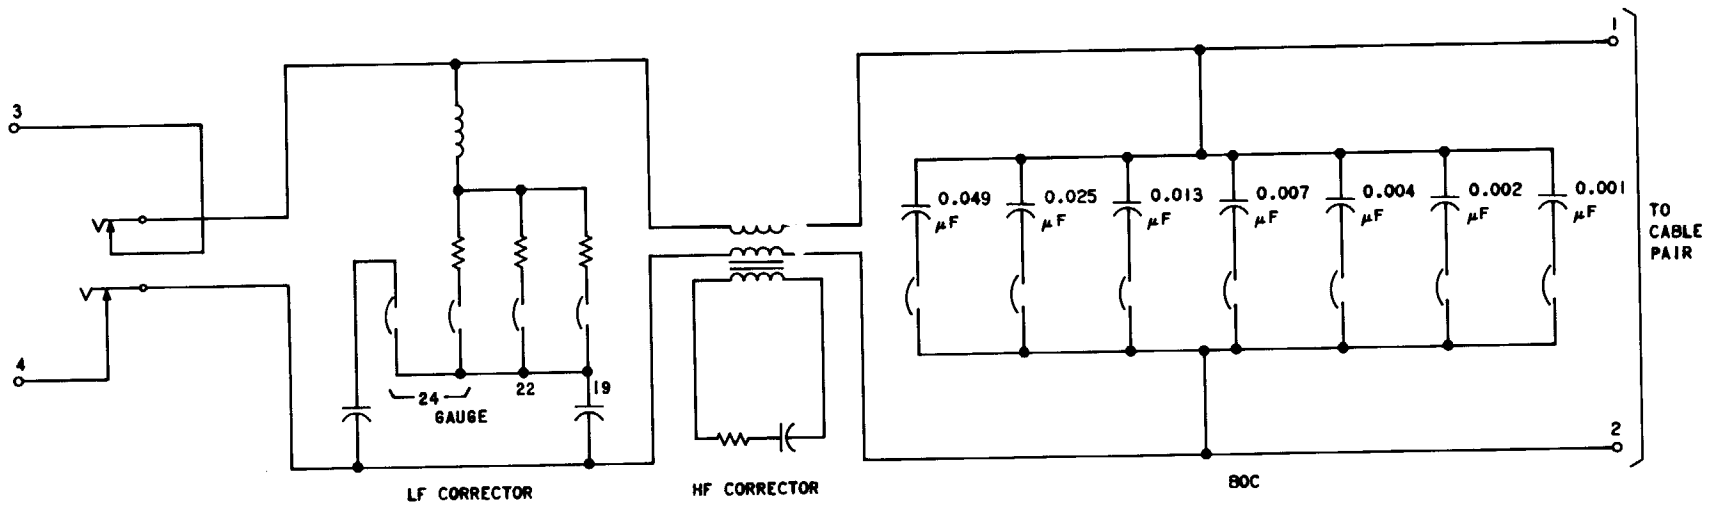 1
3
0.049
μF
0.025
μF
0.013
μF
0.007
μF
0.004
μF
0.002
μF
0.001
μF
TO
CABLE
PAIR
4
24
GAUGE
22
19
2
LF CORRECTOR
HF CORRECTOR
BOC